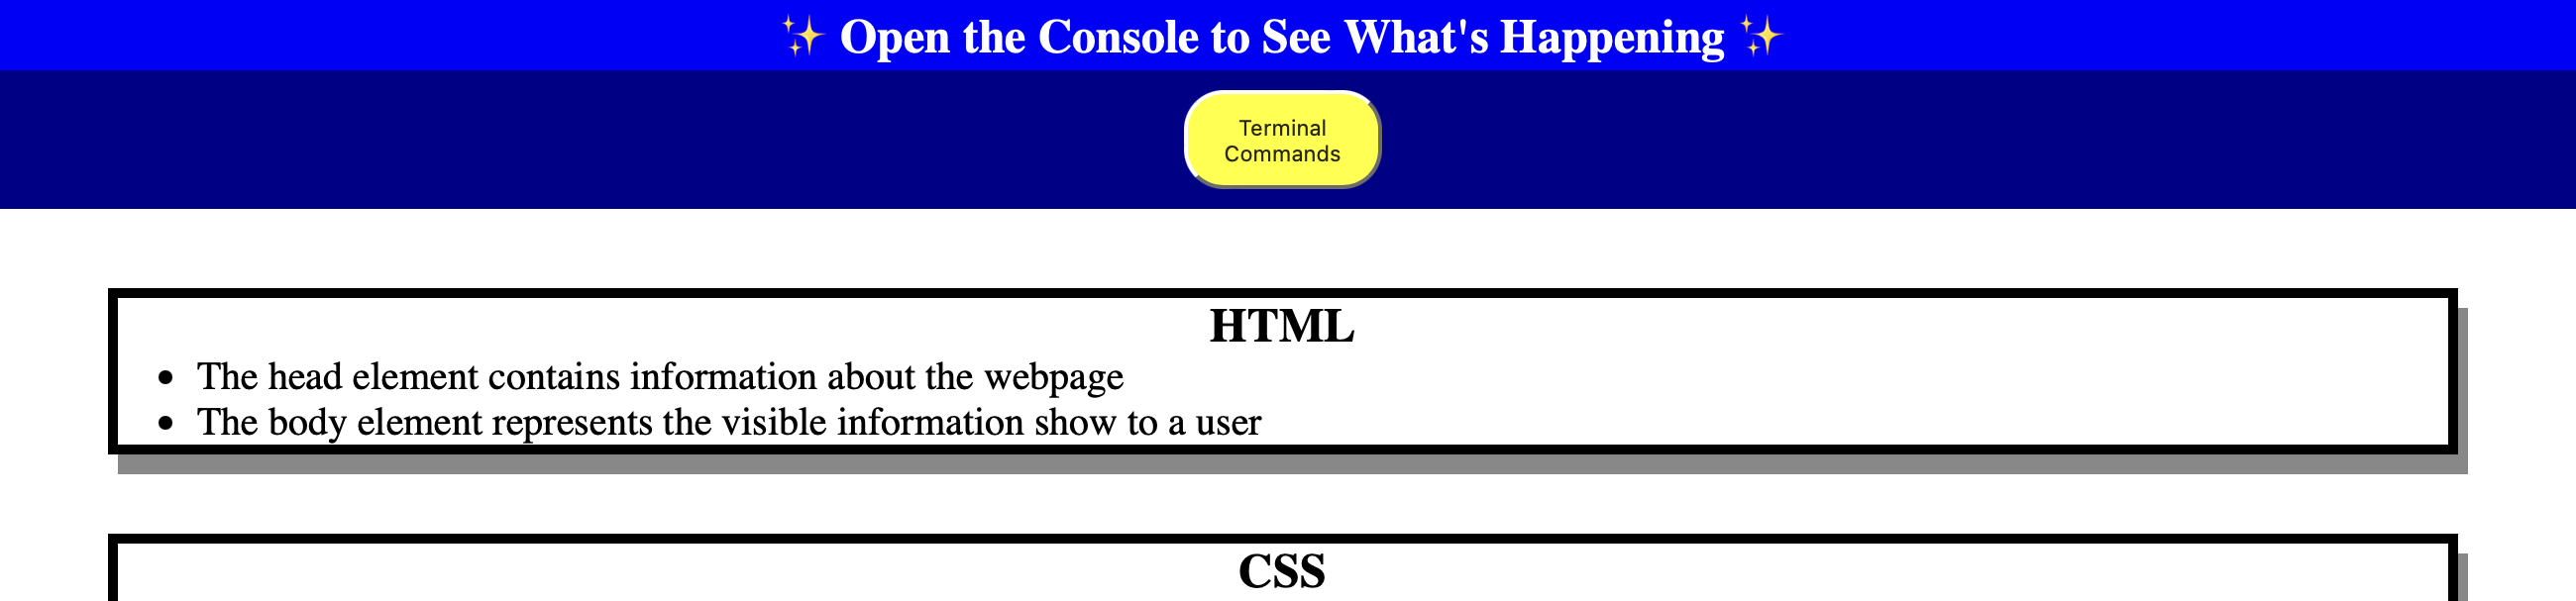 ✨ Open the Console to See What's Happening ✨
Terminal
Commands
HTML
• The head element contains information about the webpage
• The body element represents the visible information show to a user
CSS